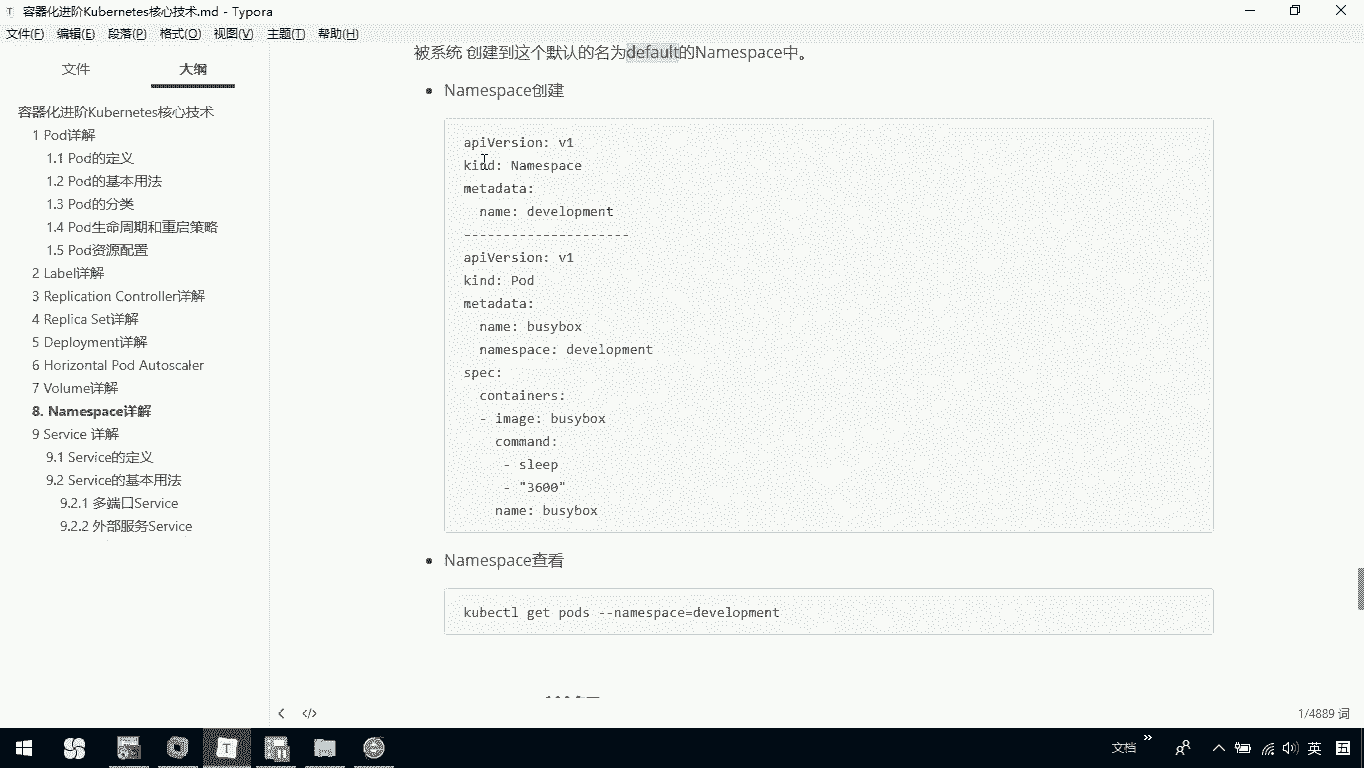 容器化进阶Kubernetes核心技术.md - Typora
文件(F) 编辑(E) 段落(P) 格式(O) 视图(V) 主题(T) 帮助(H)
文件 大纲
容器化进阶Kubernetes核心技术
1 Pod详解
1.1 Pod的定义
1.2 Pod的基本用法
1.3 Pod的分类
1.4 Pod生命周期和重启策略
1.5 Pod资源配置
2 Label详解
3 Replication Controller详解
4 Replica Set详解
5 Deployment详解
6 Horizontal Pod Autoscaler
7 Volume详解
8. Namespace详解
9 Service 详解
9.1 Service的定义
9.2 Service的基本用法
9.2.1 多端口Service
9.2.2 外部服务Service
被系统 创建到这个默认的名为default的Namespace中。
Namespace创建
apiVersion: v1
kind: Namespace
metadata:
  name: development
---------------------
apiVersion: v1
kind: Pod
metadata:
  name: busybox
  namespace: development
spec:
  containers:
  - image: busybox
    command:
     - sleep
     - "3600"
    name: busybox
Namespace查看
kubectl get pods --namespace=development
1/4889 词
文档 英 五